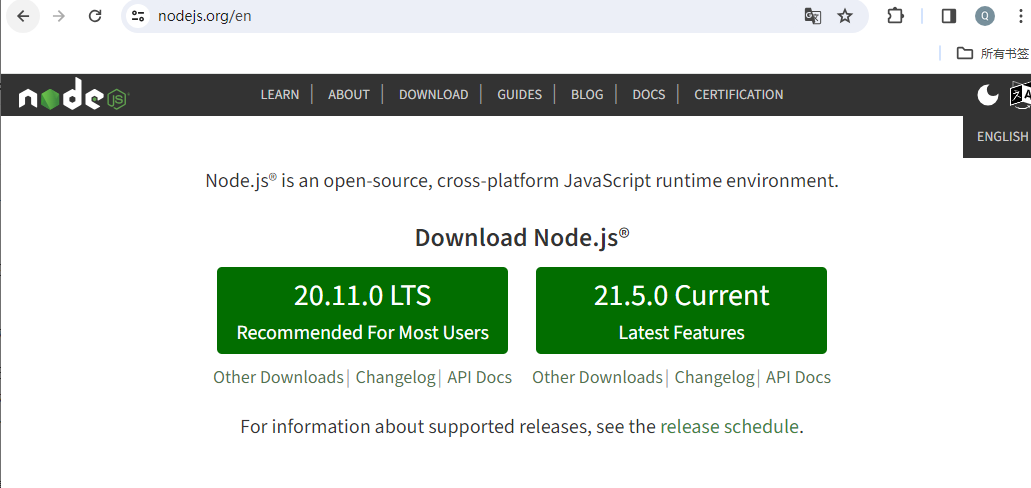 nodejs.org/en
Q
所有书签
node JS
LEARN | ABOUT | DOWNLOAD | GUIDES | BLOG | DOCS | CERTIFICATION
文 A
ENGLISH
Node.js® is an open-source, cross-platform JavaScript runtime environment.
Download Node.js®
20.11.0 LTS
Recommended For Most Users
21.5.0 Current
Latest Features
Other Downloads | Changelog | API Docs
Other Downloads | Changelog | API Docs
For information about supported releases, see the release schedule.